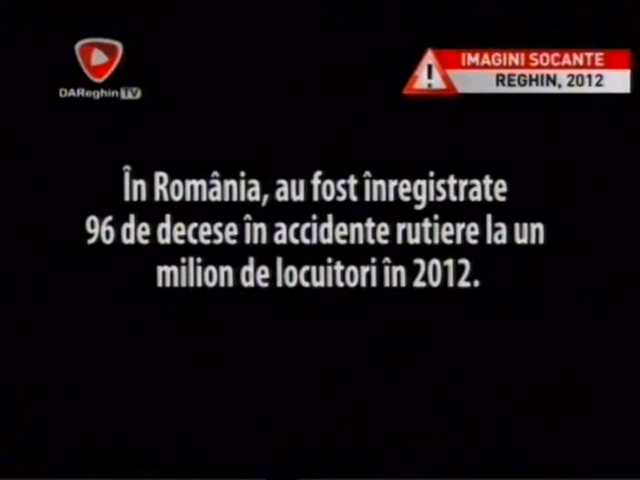 DAReghin TV
IMAGINI SOCANTE
REGHIN, 2012
În România, au fost înregistrate
96 de decese în accidente rutiere la un
milion de locuitori în 2012.